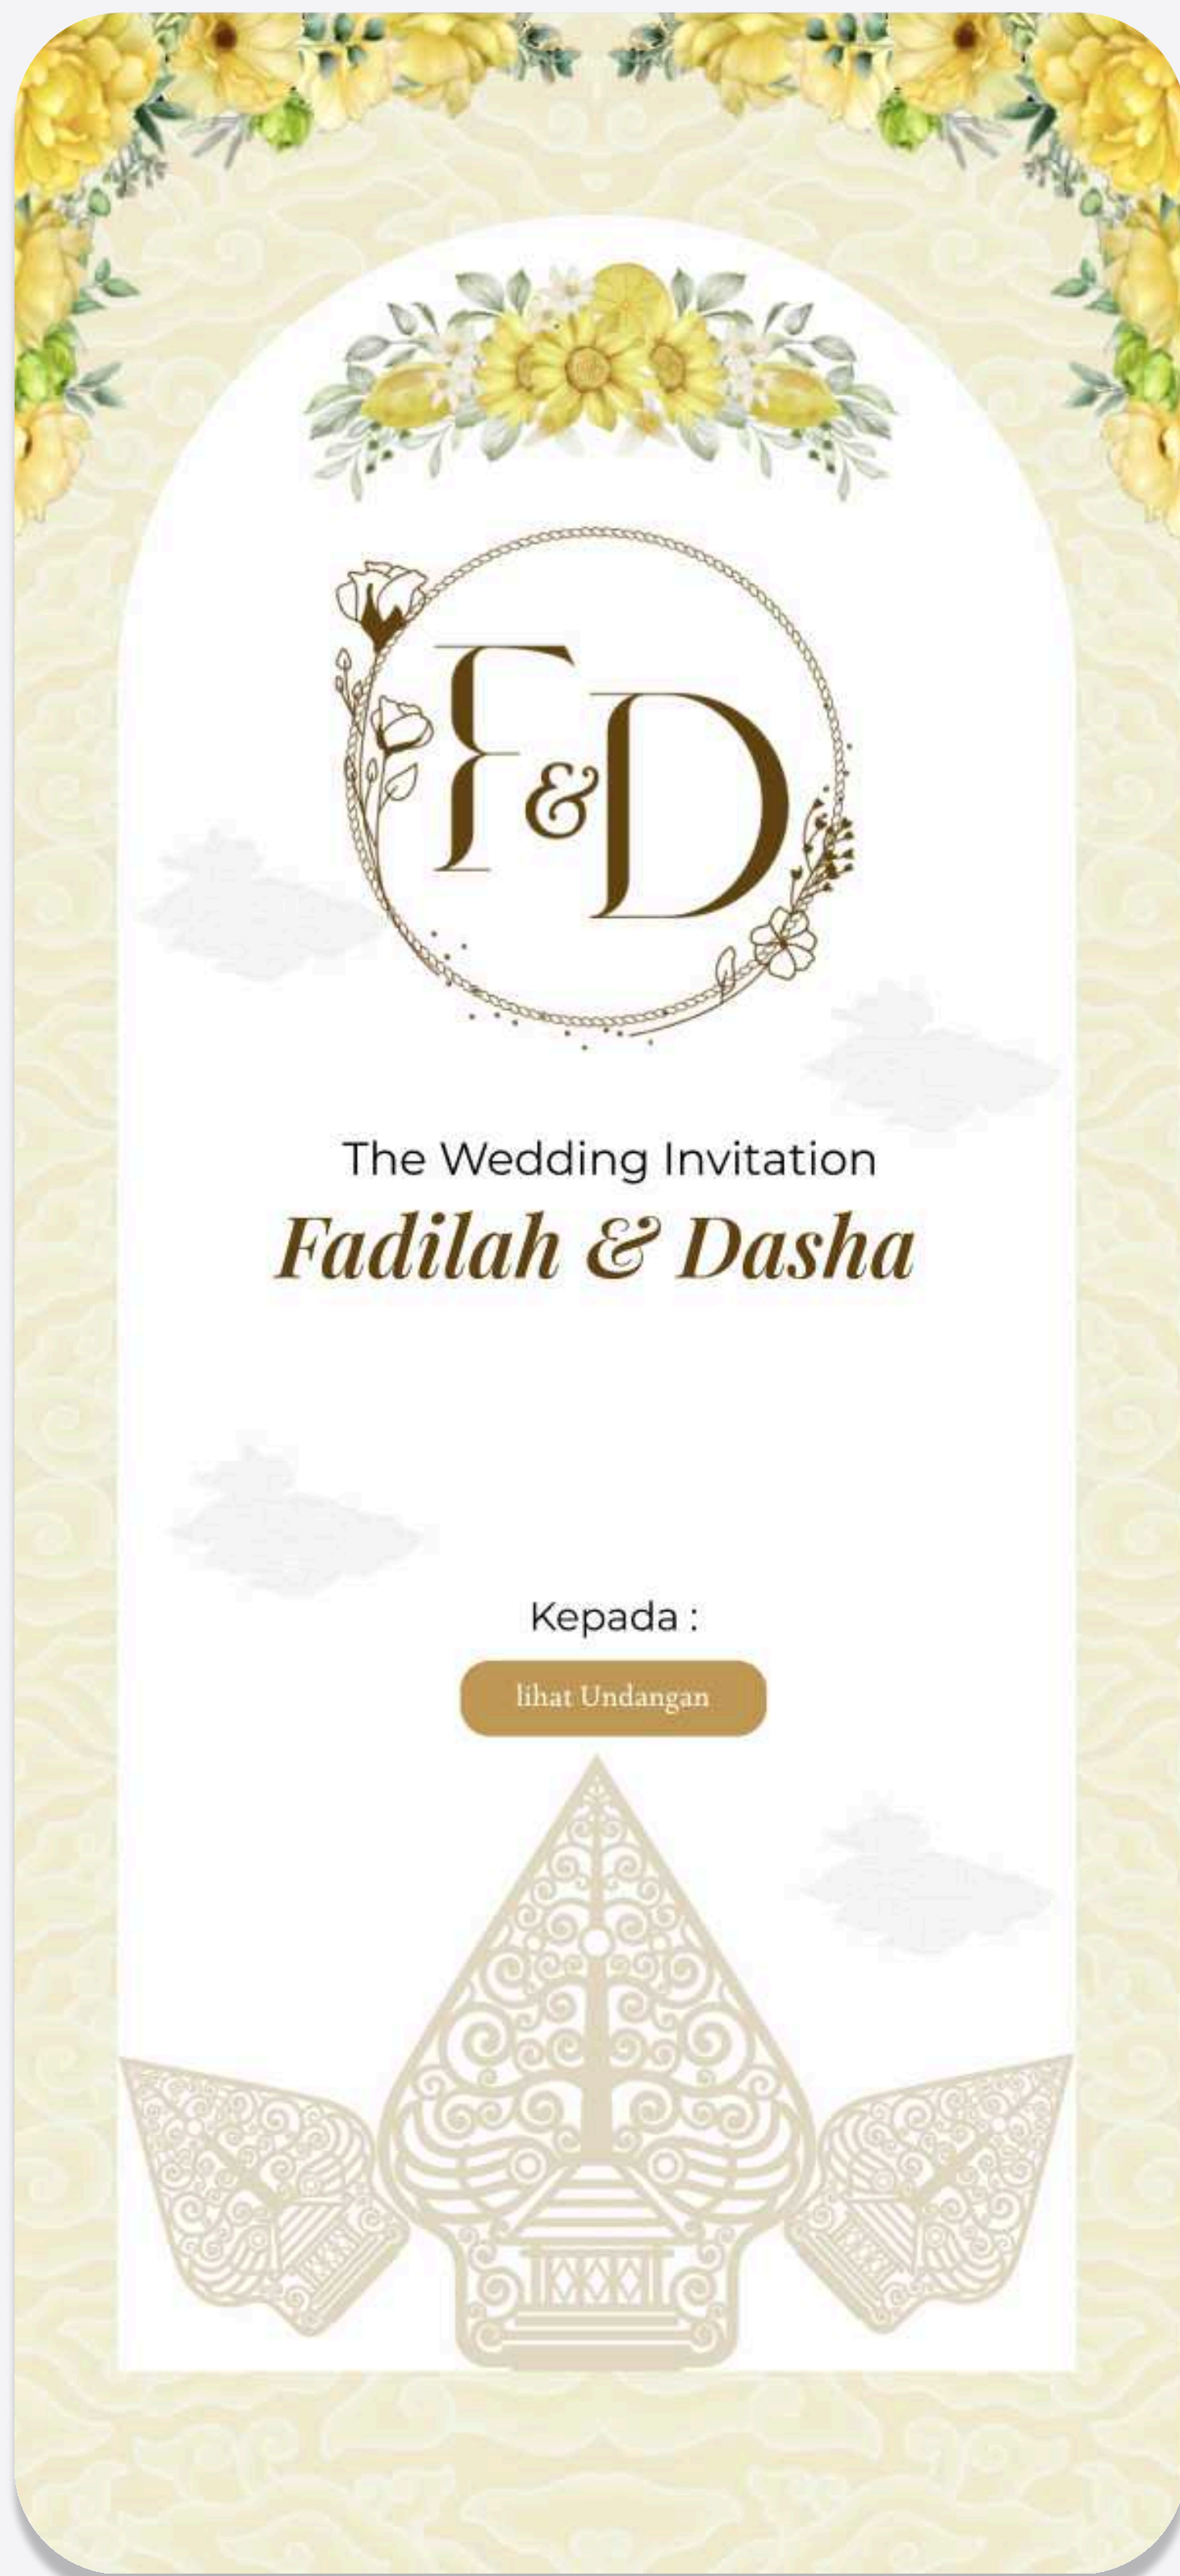 F & D
The Wedding Invitation
Fadilah & Dasha
Kepada :
lihat Undangan